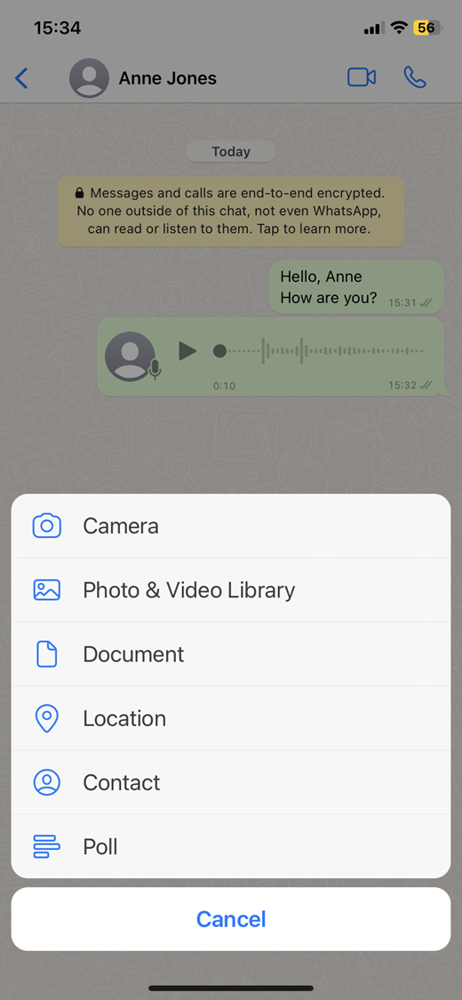 15:34
56
Anne Jones
Today
Messages and calls are end-to-end encrypted.
No one outside of this chat, not even WhatsApp,
can read or listen to them. Tap to learn more.
Hello, Anne
How are you?
15:31
0:10
15:32
Camera
Photo & Video Library
Document
Location
Contact
Poll
Cancel